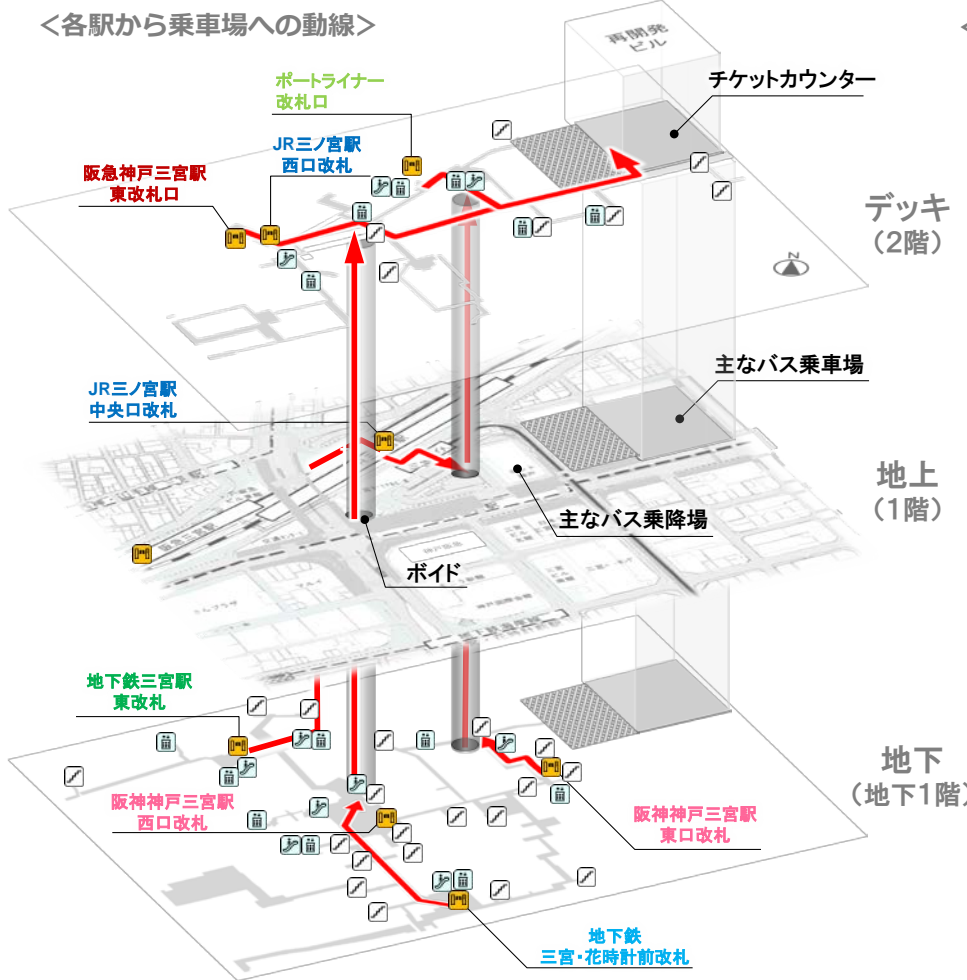 ＜各駅から乗車場への動線＞
＜
再開発
ビル
チケットカウンター
ポートライナー
改札口
JR三ノ宮駅
西口改札
阪急神戸三宮駅
東改札口
デッキ
（2階）
N
主なバス乗車場
JR三ノ宮駅
中央口改札
地上
（1階）
主なバス乗降場
ボイド
地下鉄三宮駅
東改札
地下
（地下1階）
阪神神戸三宮駅
西口改札
阪神神戸三宮駅
東口改札
地下鉄
三宮・花時計前改札